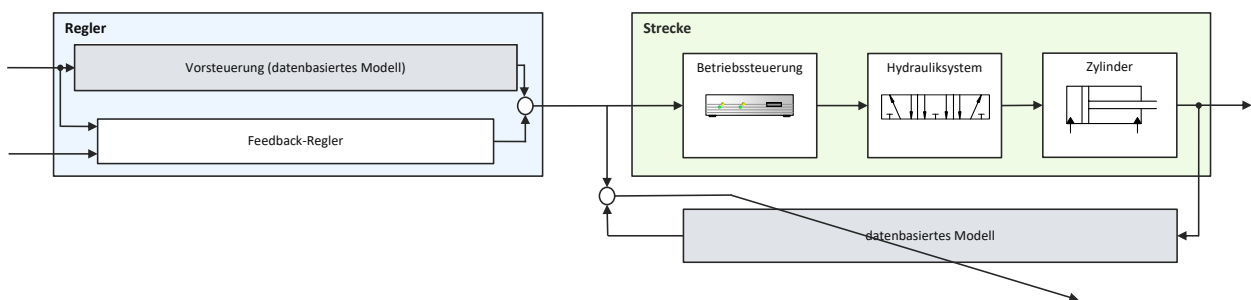 Regler
Vorsteuerung (datenbasiertes Modell)
Feedback-Regler
Strecke
Betriebssteuerung
Hydrauliksystem
Zylinder
datenbasiertes Modell